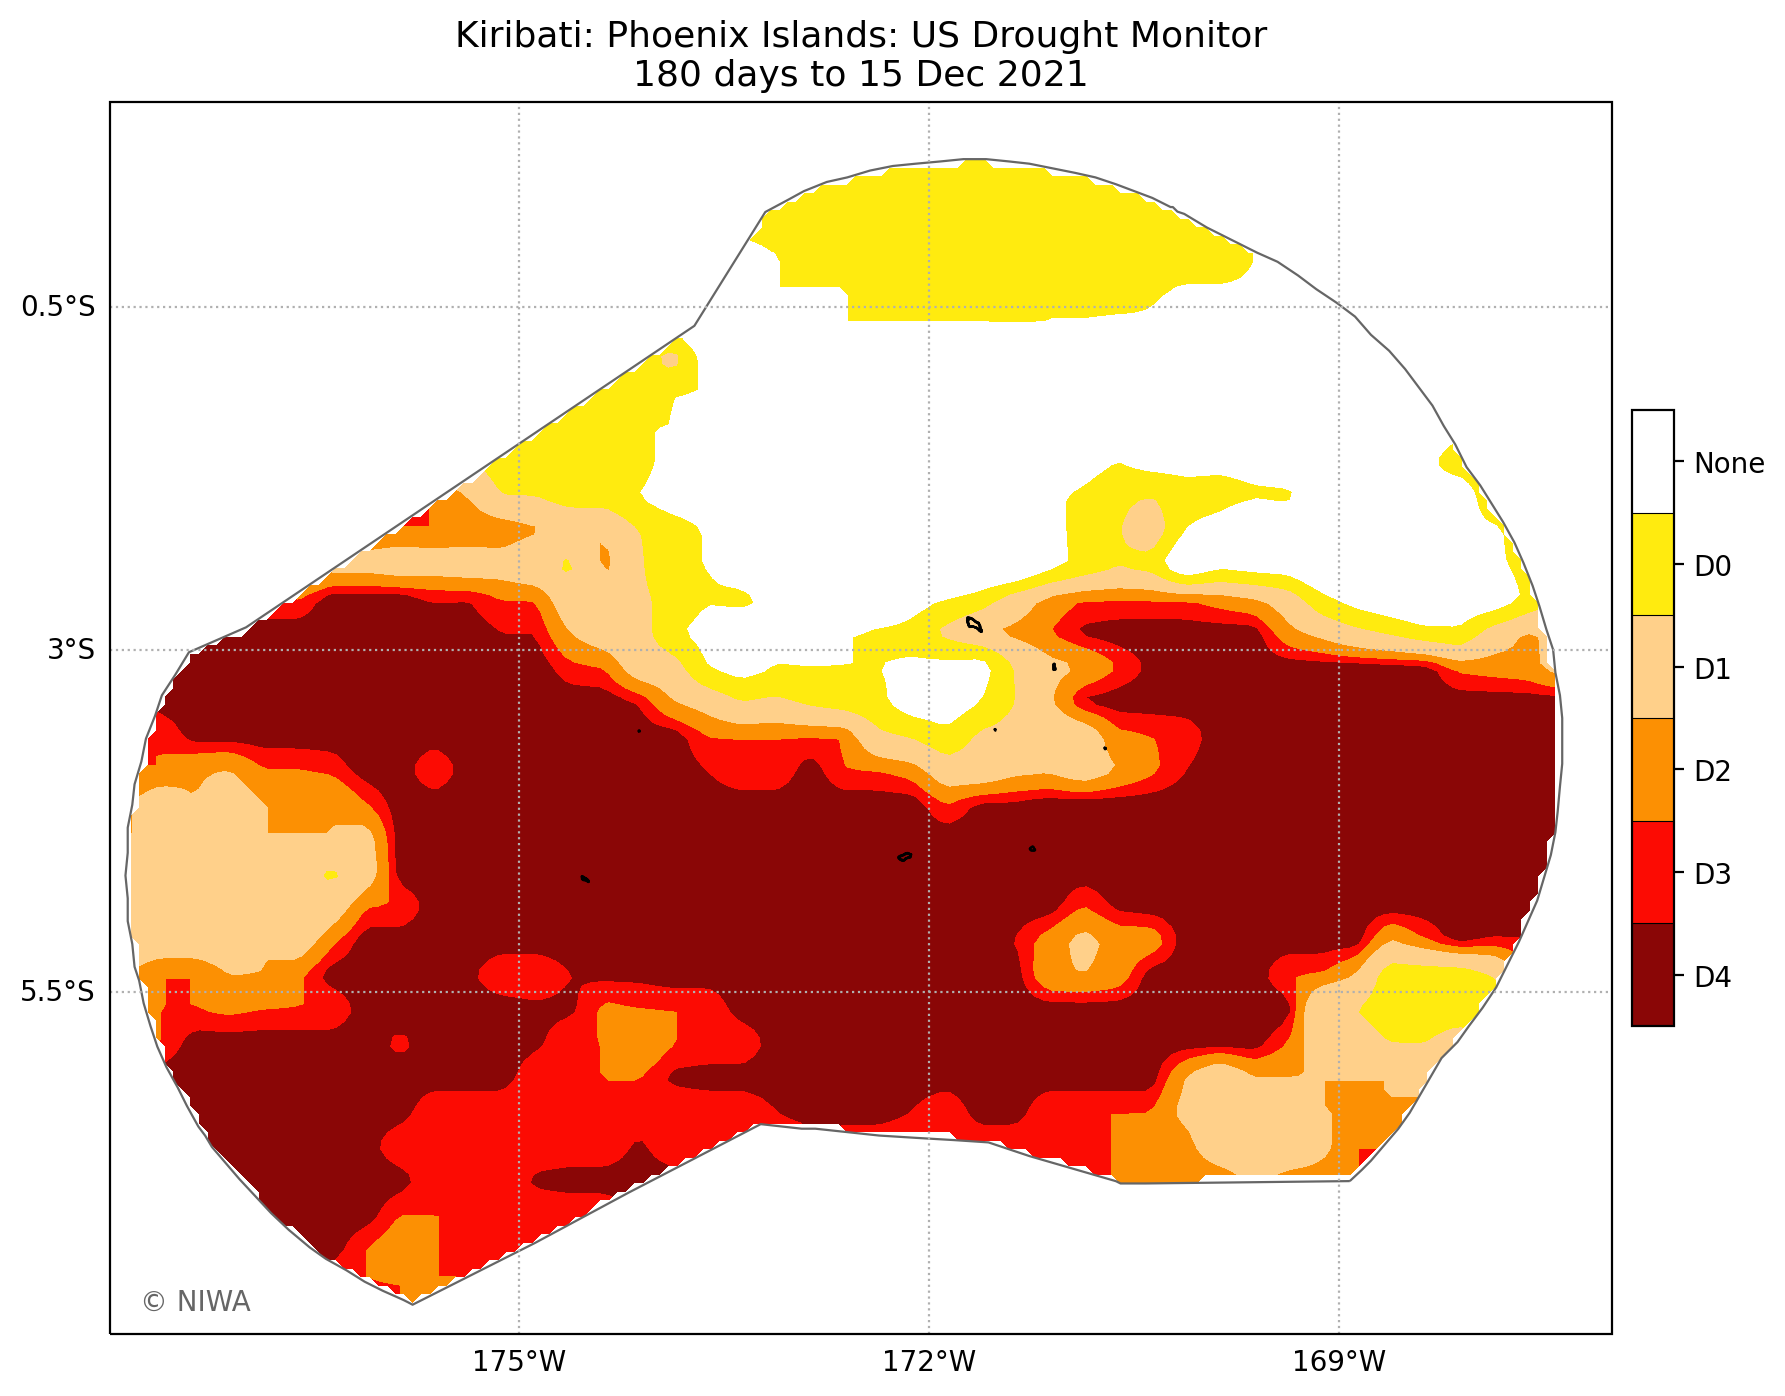 Kiribati: Phoenix Islands: US Drought Monitor
180 days to 15 Dec 2021
0.5°S
3°S
5.5°S
175°W
172°W
169°W
None
D0
D1
D2
D3
D4
© NIWA